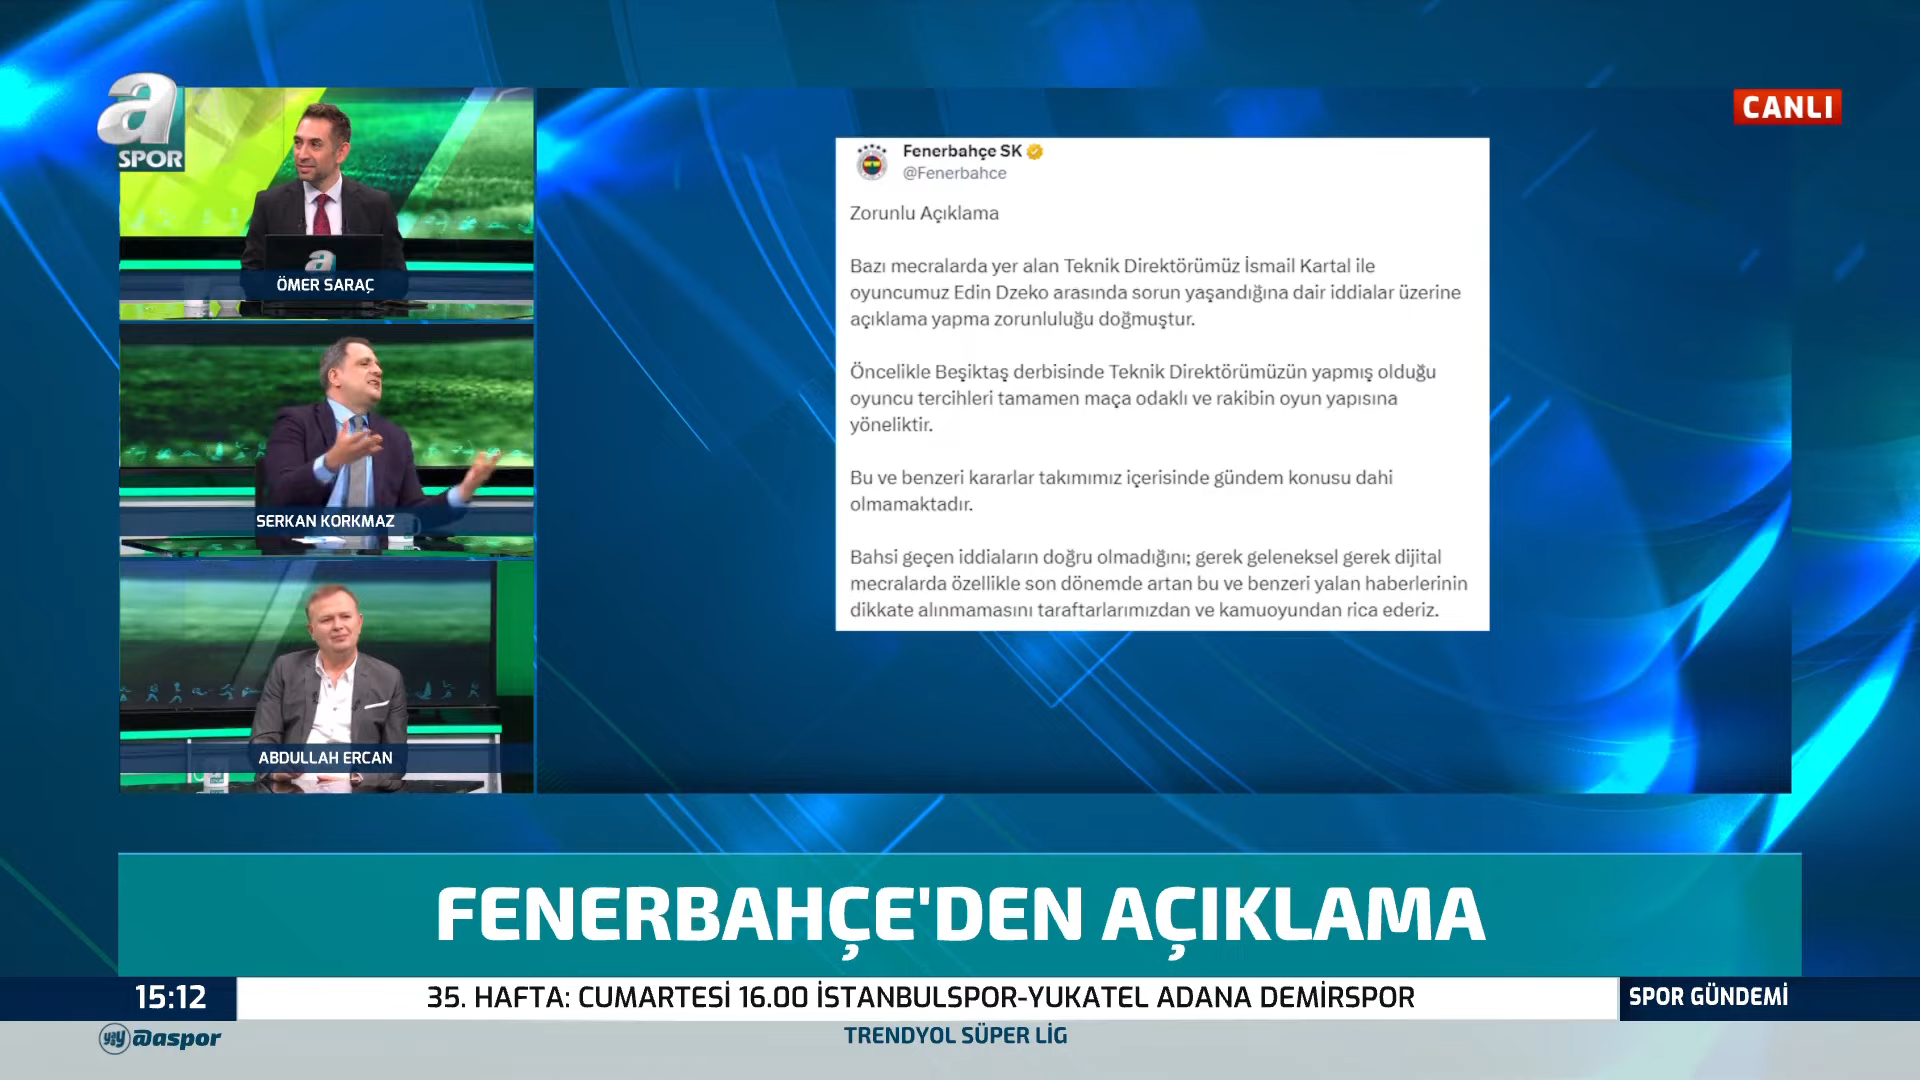 a
SPOR
CANLI
ÖMER SARAÇ
SERKAN KORKMAZ
ABDULLAH ERCAN
Fenerbahçe SK
@Fenerbahce
Zorunlu Açıklama
Bazı mecralarda yer alan Teknik Direktörümüz İsmail Kartal ile
oyuncumuz Edin Dzeko arasında sorun yaşandığına dair iddialar üzerine
açıklama yapma zorunluluğu doğmuştur.
Öncelikle Beşiktaş derbisinde Teknik Direktörümüzün yapmış olduğu
oyuncu tercihleri tamamen maça odaklı ve rakibin oyun yapısına
yöneliktir.
Bu ve benzeri kararlar takımımız içerisinde gündem konusu dahi
olmamaktadır.
Bahsi geçen iddiaların doğru olmadığını; gerek geleneksel gerek dijital
mecralarda özellikle son dönemde artan bu ve benzeri yalan haberlerinin
dikkate alınmamasını taraftarlarımızdan ve kamuoyundan rica ederiz.
FENERBAHÇE'DEN AÇIKLAMA
15:12
35. HAFTA: CUMARTESİ 16.00 İSTANBULSPOR-YUKATEL ADANA DEMİRSPOR
SPOR GÜNDEMİ
@aspor
TRENDYOL SÜPER LİG